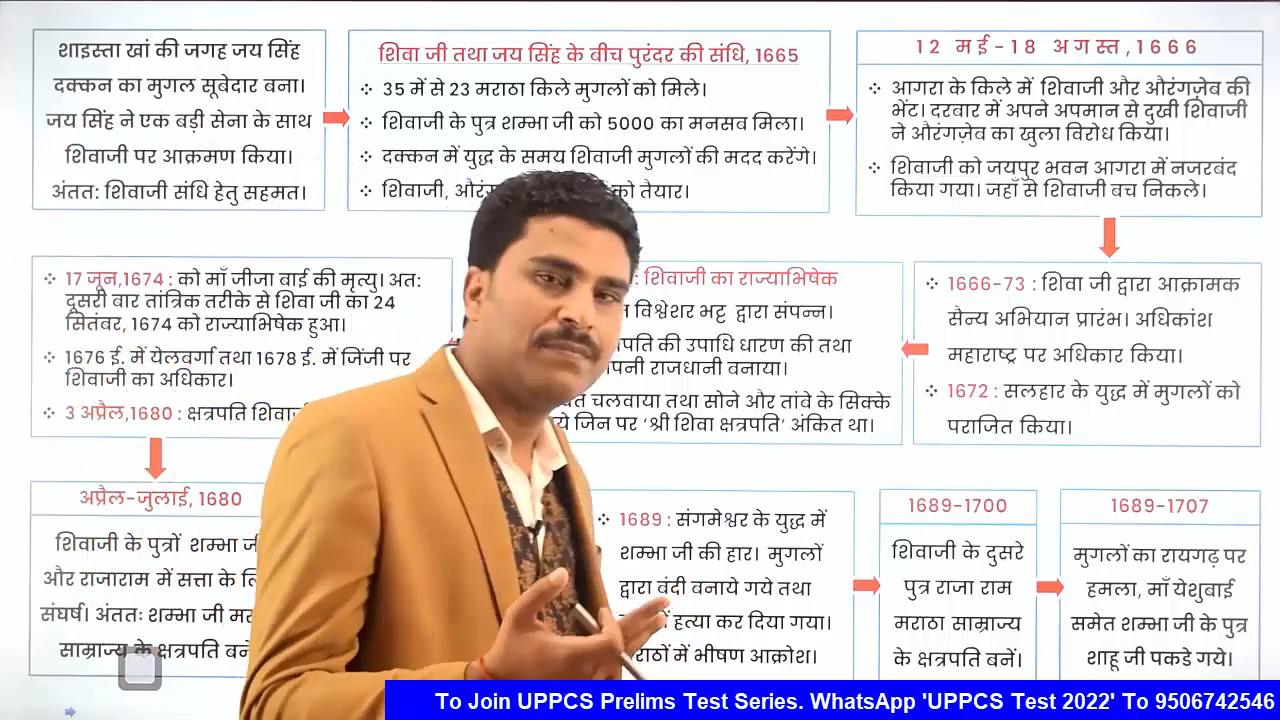 शाइस्ता खां की जगह जय सिंह
दक्कन का मुगल सूबेदार बना।
जय सिंह ने एक बड़ी सेना के साथ
शिवाजी पर आक्रमण किया।
अंततः शिवाजी संधि हेतु सहमत।
शिवा जी तथा जय सिंह के बीच पुरंदर की संधि, 1665
35 में से 23 मराठा किले मुगलों को मिले।
शिवाजी के पुत्र शम्भा जी को 5000 का मनसब मिला।
दक्कन में युद्ध के समय शिवाजी मुगलों की मदद करेंगे।
शिवाजी, को तैयार।
12 मई-18 अगस्त,1666
आगरा के किले में शिवाजी और औरंगज़ेब की
भेंट। दरबार में अपने अपमान से दुखी शिवाजी
ने औरंगज़ेब का खुला विरोध किया।
शिवाजी को जयपुर भवन आगरा में नजरबंद
किया गया। जहाँ से शिवाजी बच निकले।
17 जून,1674 : को माँ जीजा बाई की मृत्यु। अत:
दूसरी बार तांत्रिक तरीके से शिवा जी का 24
सितंबर, 1674 को राज्याभिषेक हुआ।
1676 ई. में येलबर्गा तथा 1678 ई. में जिंजी पर
शिवाजी का अधिकार।
3 अप्रैल,1680 : क्षत्रपति
: शिवाजी का राज्याभिषेक
विश्वेशर भट्ट द्वारा संपन्न।
की उपाधि धारण की तथा
राजधानी बनाया।
चलवाया तथा सोने और तांबे के सिक्के
जिन पर 'श्री शिवा क्षत्रपति' अंकित था।
1666-73 : शिवा जी द्वारा आक्रामक
सैन्य अभियान प्रारंभ। अधिकांश
महाराष्ट्र पर अधिकार किया।
1672 : सलहार के युद्ध में मुगलों को
पराजित किया।
अप्रैल-जुलाई, 1680
शिवाजी के पुत्रों शम्भा
और राजाराम में सत्ता के
संघर्ष। अंततः शम्भा जी
साम्राज्य के क्षत्रपति
1689 : संगमेश्वर के युद्ध में
शम्भा जी की हार। मुगलों
द्वारा बंदी बनाये गये तथा
हत्या कर दिया गया।
में भीषण आक्रोश।
1689-1700
शिवाजी के दुसरे
पुत्र राजा राम
मराठा साम्राज्य
के क्षत्रपति बनें।
1689-1707
मुगलों का रायगढ़ पर
हमला, माँ येशुबाई
समेत शम्भा जी के पुत्र
शाहू जी पकडे गये।
To Join UPPCS Prelims Test Series. WhatsApp 'UPPCS Test 2022' To 9506742546